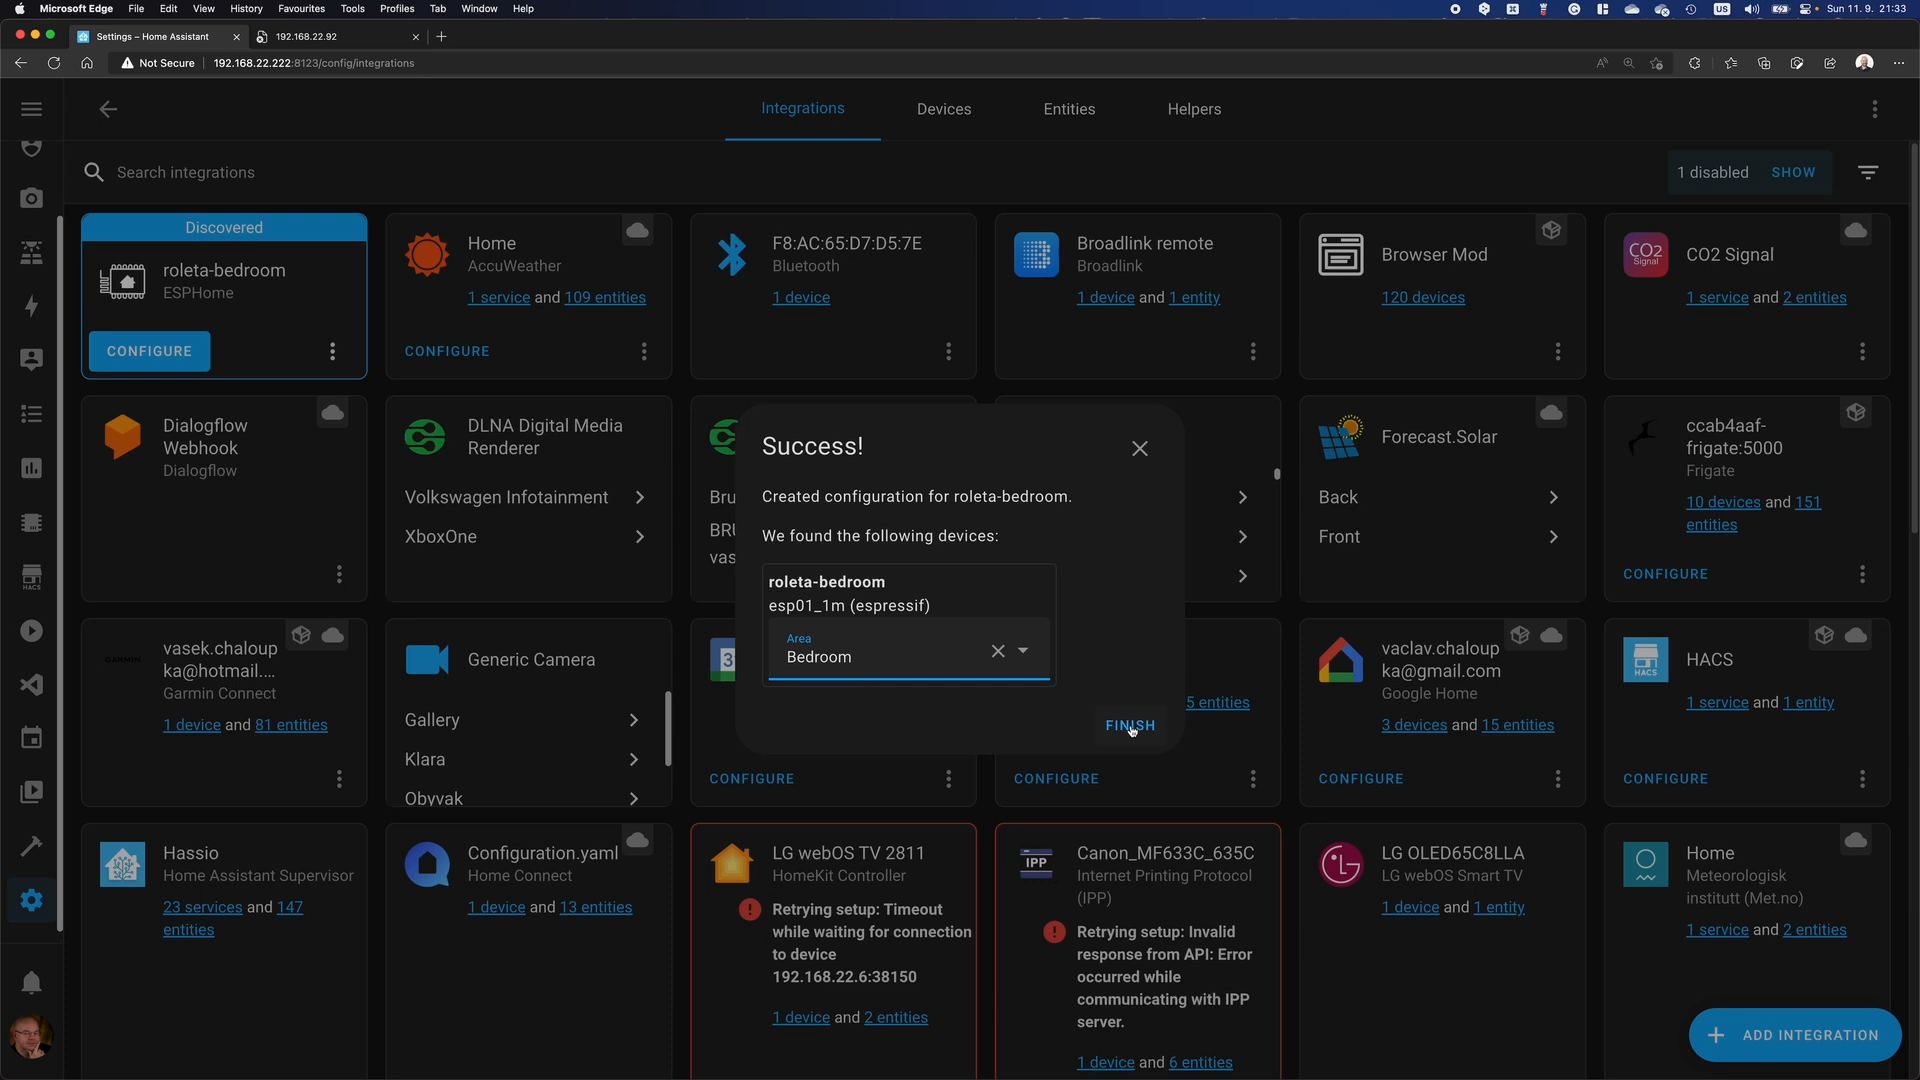 Microsoft Edge File Edit View History Favourites Tools Profiles Tab Window Help
US Sun 11. 9. 21:33
Settings – Home Assistant
192.168.22.92
Not Secure 192.168.22.222:8123/config/integrations
Integrations Devices Entities Helpers
Search integrations
1 disabled SHOW
Discovered
roleta-bedroom
ESPHome
CONFIGURE
Home
AccuWeather
1 service and 109 entities
CONFIGURE
F8:AC:65:D7:D5:7E
Bluetooth
1 device
Broadlink remote
Broadlink
1 device and 1 entity
Browser Mod
120 devices
CO2 Signal
CO2 Signal
1 service and 2 entities
Dialogflow
Webhook
Dialogflow
DLNA Digital Media
Renderer
Volkswagen Infotainment
XboxOne
Bru
BRU
vas
Success!
Created configuration for roleta-bedroom.
We found the following devices:
roleta-bedroom
esp01_1m (espressif)
Area
Bedroom
FINISH
Forecast.Solar
Back
Front
ccab4aaf-
frigate:5000
Frigate
10 devices and 151
entities
CONFIGURE
HACS
GARMIN
vasek.chaloup
ka@hotmail....
Garmin Connect
1 device and 81 entities
Generic Camera
Gallery
Klara
Obyvak
3
CONFIGURE
5 entities
CONFIGURE
vaclav.chaloup
ka@gmail.com
Google Home
3 devices and 15 entities
CONFIGURE
HACS
HACS
1 service and 1 entity
CONFIGURE
Hassio
Home Assistant Supervisor
23 services and 147
entities
Configuration.yaml
Home Connect
1 device and 13 entities
LG webOS TV 2811
HomeKit Controller
Retrying setup: Timeout
while waiting for connection
to device
192.168.22.6:38150
1 device and 2 entities
IPP
Canon_MF633C_635C
Internet Printing Protocol
(IPP)
Retrying setup: Invalid
response from API: Error
occurred while
communicating with IPP
server.
1 device and 6 entities
LG OLED65C8LLA
LG webOS Smart TV
1 device and 1 entity
Home
Meteorologisk
institutt (Met.no)
1 service and 2 entities
ADD INTEGRATION